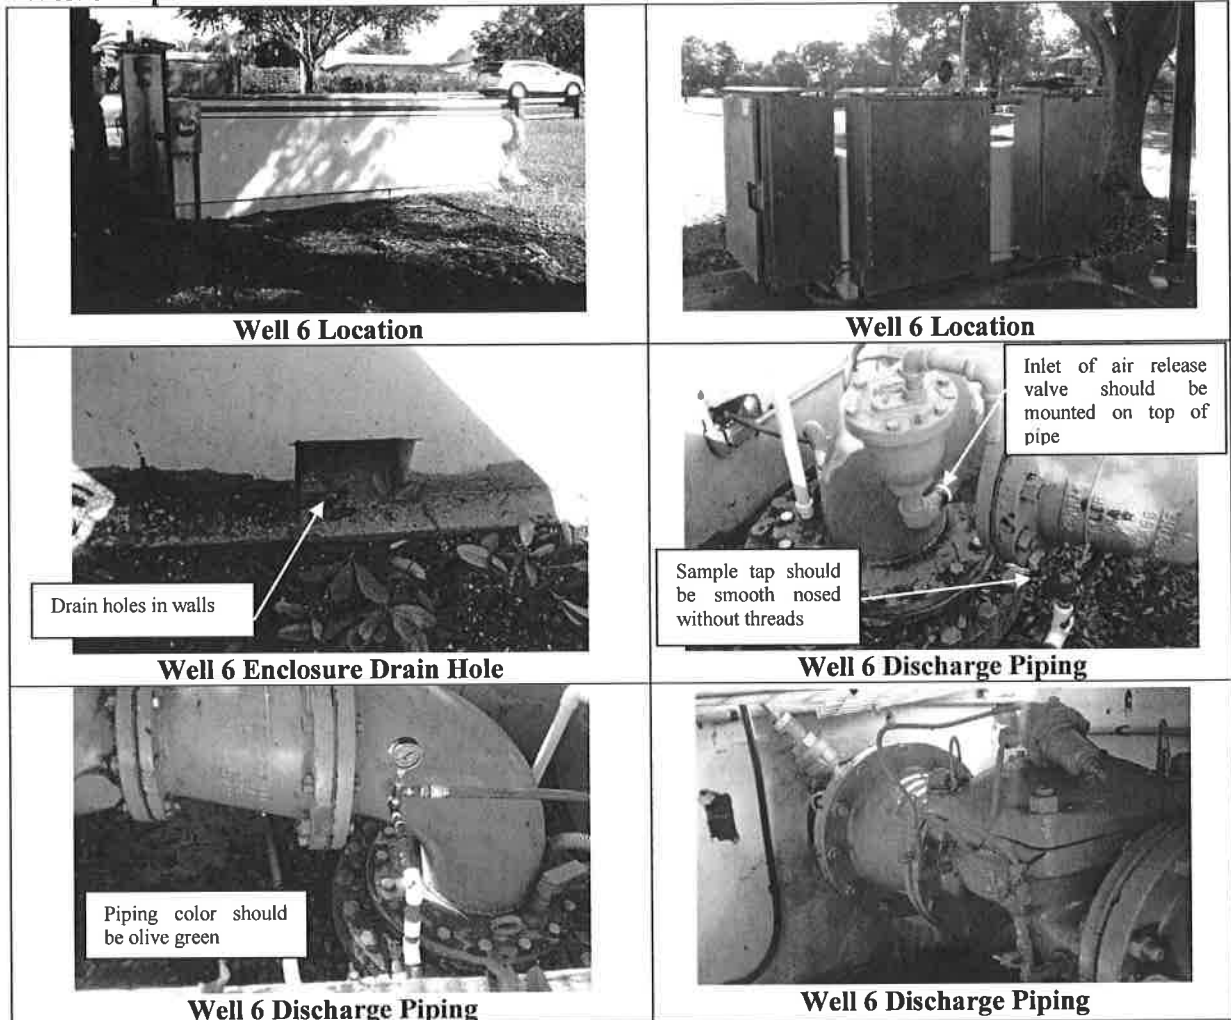 Well 6 Location
Well 6 Location
Drain holes in walls
Well 6 Enclosure Drain Hole
Inlet of air release
valve should be
mounted on top of
pipe
Sample tap should
be smooth nosed
without threads
Well 6 Discharge Piping
Piping color should
be olive green
Well 6 Discharge Piping
Well 6 Discharge Piping